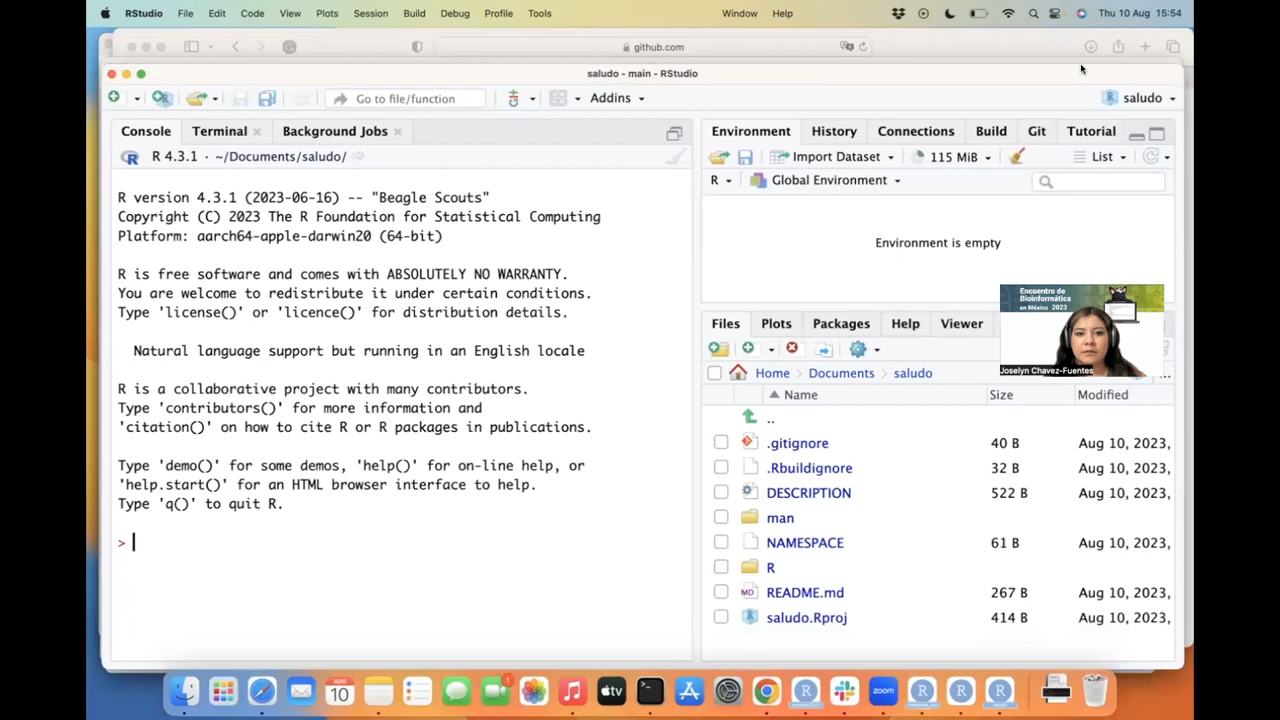 RStudio File Edit Code View Plots Session Build Debug Profile Tools Window Help Thu 10 Aug 15:54
github.com
saludo - main - RStudio
Go to file/function Addins saludo
Console Terminal Background Jobs
R 4.3.1 · ~/Documents/saludo/
R version 4.3.1 (2023-06-16) -- "Beagle Scouts"
Copyright (C) 2023 The R Foundation for Statistical Computing
Platform: aarch64-apple-darwin20 (64-bit)
R is free software and comes with ABSOLUTELY NO WARRANTY.
You are welcome to redistribute it under certain conditions.
Type 'license()' or 'licence()' for distribution details.
Natural language support but running in an English locale
R is a collaborative project with many contributors.
Type 'contributors()' for more information and
'citation()' on how to cite R or R packages in publications.
Type 'demo()' for some demos, 'help()' for on-line help, or
'help.start()' for an HTML browser interface to help.
Type 'q()' to quit R.
>
Environment History Connections Build Git Tutorial
Import Dataset 115 MiB List
R Global Environment
Environment is empty
Encuentro de
Bioinformática
en México 2023
Joselyn Chavez-Fuentes
Files Plots Packages Help Viewer
Home Documents saludo ...
Name Size Modified
..
.gitignore 40 B Aug 10, 2023,
.Rbuildignore 32 B Aug 10, 2023,
DESCRIPTION 522 B Aug 10, 2023,
man
NAMESPACE 61 B Aug 10, 2023,
R
README.md 267 B Aug 10, 2023,
saludo.Rproj 414 B Aug 10, 2023,
AUG
10
tv
zoom